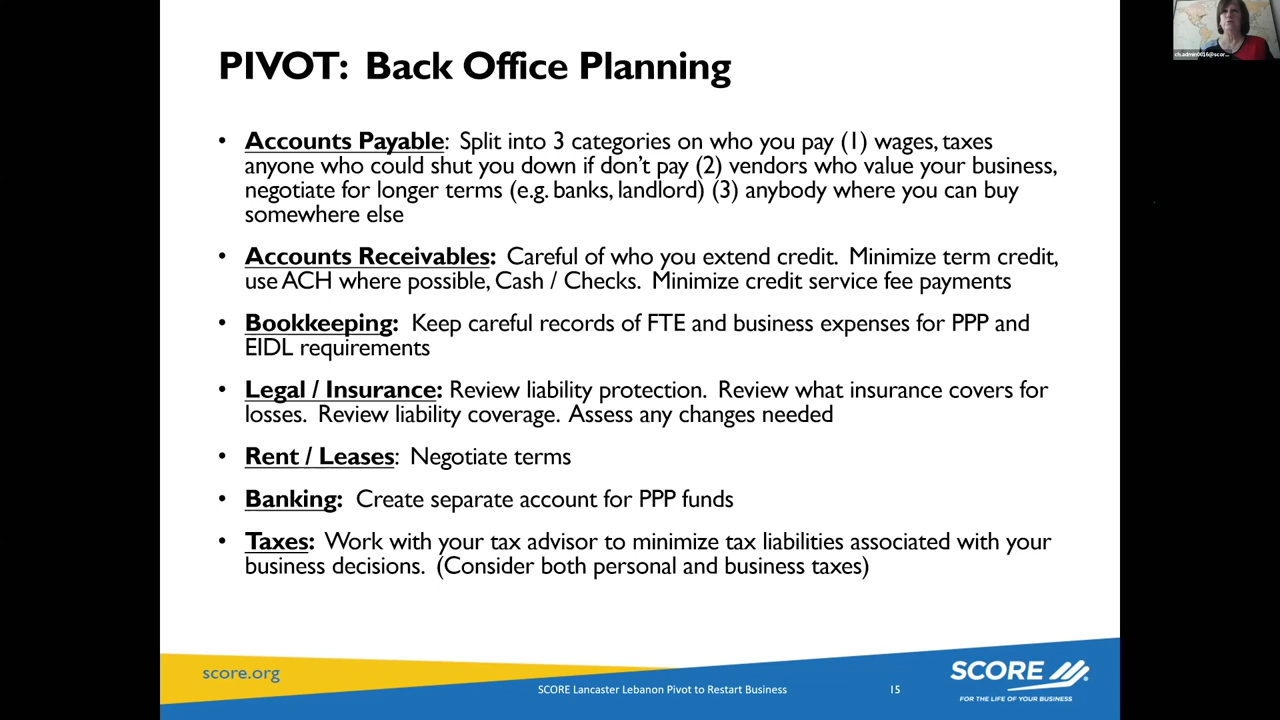 PIVOT: Back Office Planning
• Accounts Payable: Split into 3 categories on who you pay (1) wages, taxes
anyone who could shut you down if don't pay (2) vendors who value your business,
negotiate for longer terms (e.g. banks, landlord) (3) anybody where you can buy
somewhere else
• Accounts Receivables: Careful of who you extend credit. Minimize term credit,
use ACH where possible, Cash / Checks. Minimize credit service fee payments
• Bookkeeping: Keep careful records of FTE and business expenses for PPP and
EIDL requirements
• Legal / Insurance: Review liability protection. Review what insurance covers for
losses. Review liability coverage. Assess any changes needed
• Rent / Leases: Negotiate terms
• Banking: Create separate account for PPP funds
• Taxes: Work with your tax advisor to minimize tax liabilities associated with your
business decisions. (Consider both personal and business taxes)
score.org
SCORE Lancaster Lebanon Pivot to Restart Business
15
SCORE
FOR THE LIFE OF YOUR BUSINESS
ch.admin0016@scor...